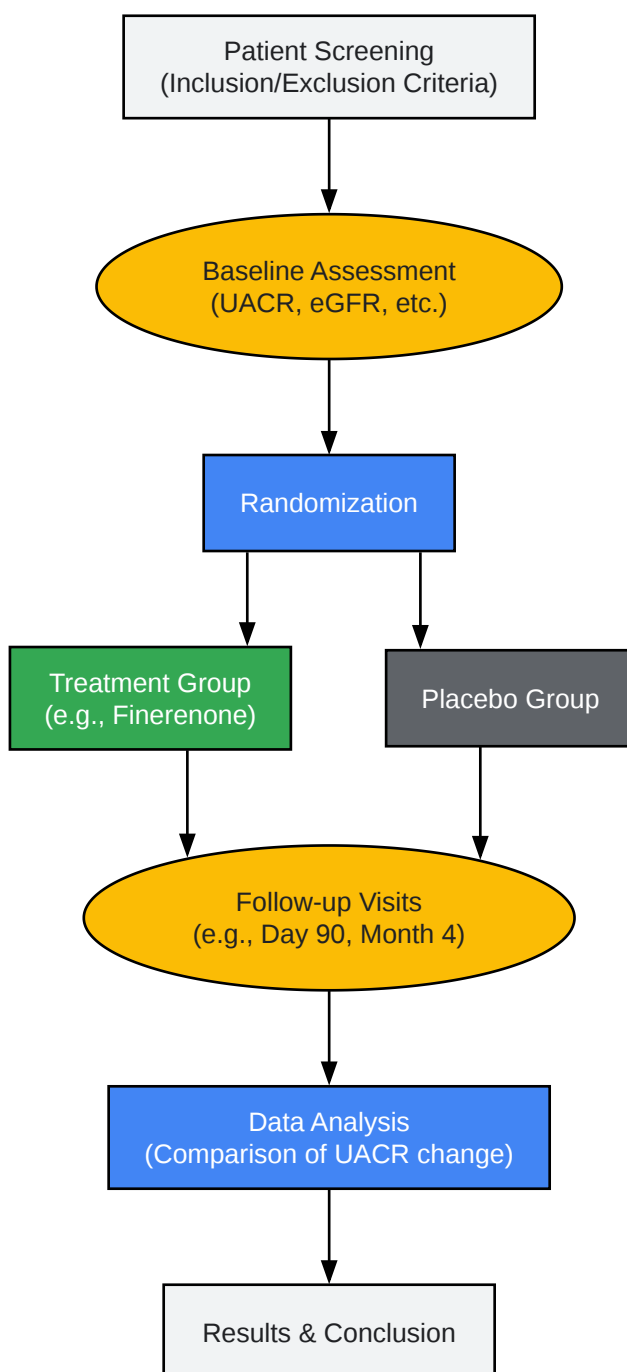 Patient Screening
(Inclusion/Exclusion Criteria)
Baseline Assessment
(UACR, eGFR, etc.)
Randomization
Treatment Group
(e.g., Finerenone)
Placebo Group
Follow-up Visits
(e.g., Day 90, Month 4)
Data Analysis
(Comparison of UACR change)
Results & Conclusion